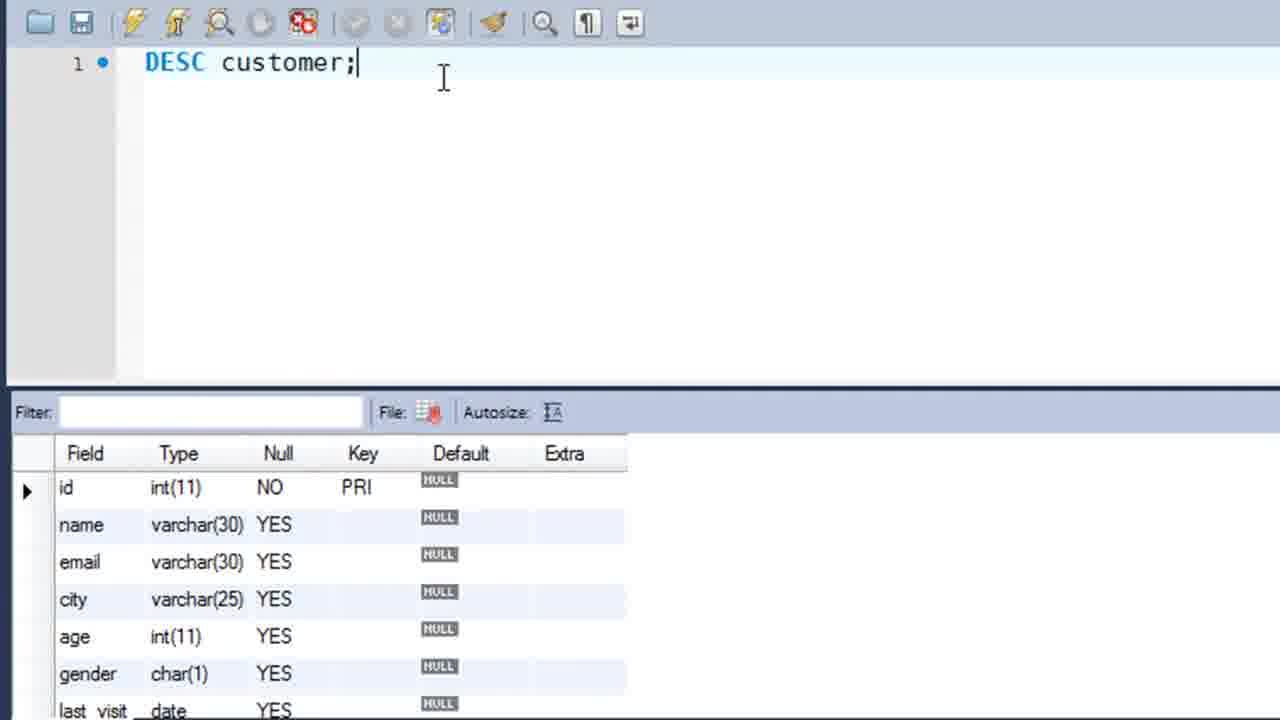 1 DESC customer;
Filter: File: Autosize:
Field Type Null Key Default Extra
id int(11) NO PRI NULL
name varchar(30) YES NULL
email varchar(30) YES NULL
city varchar(25) YES NULL
age int(11) YES NULL
gender char(1) YES NULL
last_visit date YES NULL